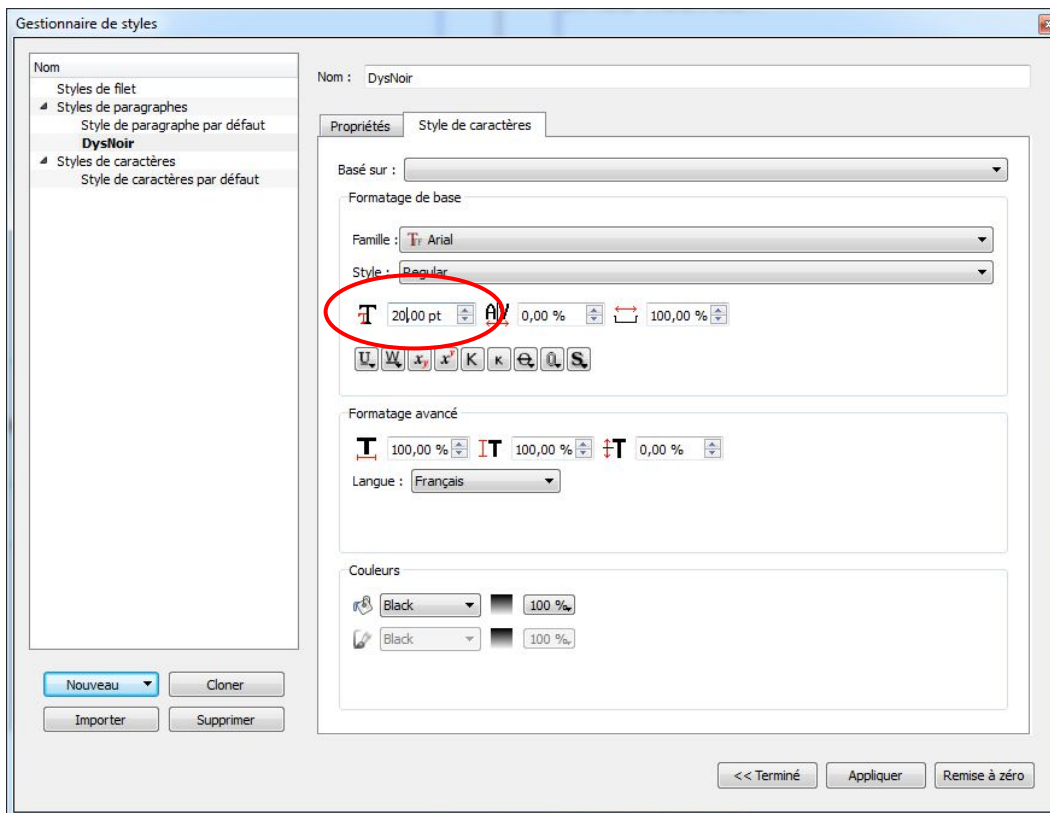 Gestionnaire de styles
Nom
Styles de filet
Styles de paragraphes
Style de paragraphe par défaut
DysNoir
Styles de caractères
Style de caractères par défaut
Nom : DysNoir
Propriétés Style de caractères
Basé sur :
Formatage de base
Famille : Arial
Style : Regular
20,00 pt 0,00 % 100,00 %
Formatage avancé
100,00 % 100,00 % 0,00 %
Langue : Français
Couleurs
Black 100 %
Black 100 %
Nouveau Cloner
Importer Supprimer
<< Terminé Appliquer Remise à zéro